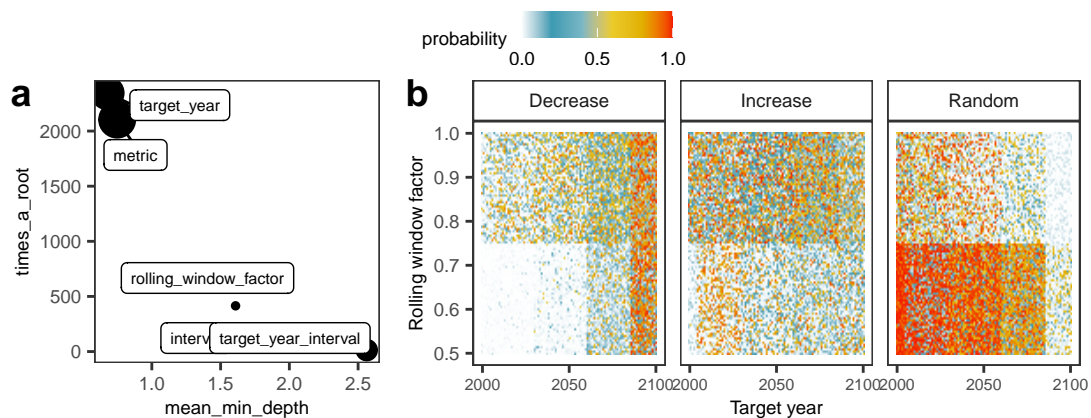 probability
0.0 0.5 1.0
a
b
Decrease Increase Random
target_year
metric
rolling_window_factor
target_year_interval
times_a_root
2000
1500
1000
500
0
1.0 1.5 2.0 2.5
mean_min_depth
Rolling window factor
1.0
0.9
0.8
0.7
0.6
0.5
2000 2050 2100 2000 2050 2100 2000 2050 2100
Target year